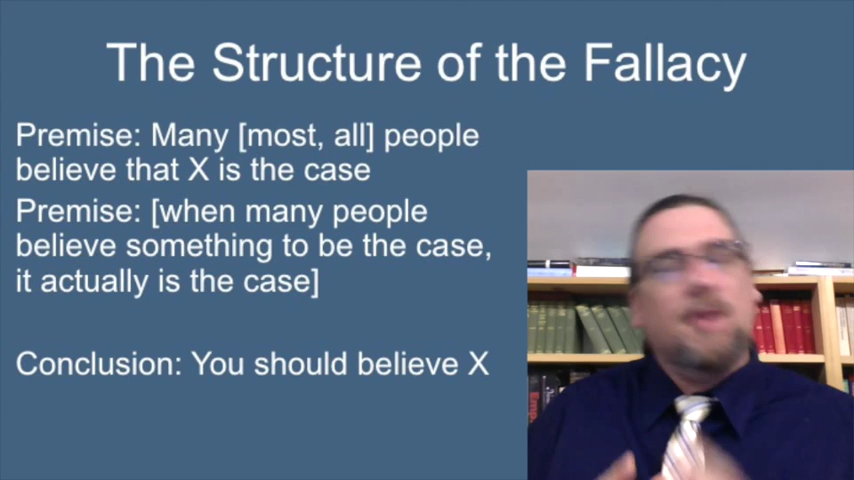 The Structure of the Fallacy
Premise: Many [most, all] people
believe that X is the case
Premise: [when many people
believe something to be the case,
it actually is the case]
Conclusion: You should believe X